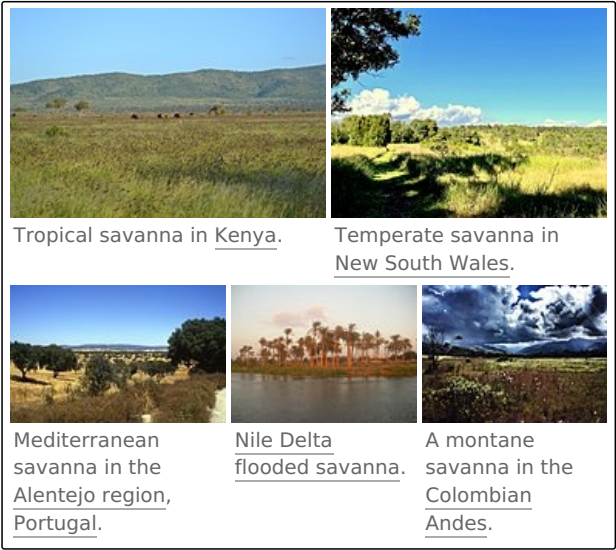 Tropical savanna in Kenya.
Temperate savanna in
New South Wales.
Mediterranean
savanna in the
Alentejo region,
Portugal.
Nile Delta
flooded savanna.
A montane
savanna in the
Colombian
Andes.